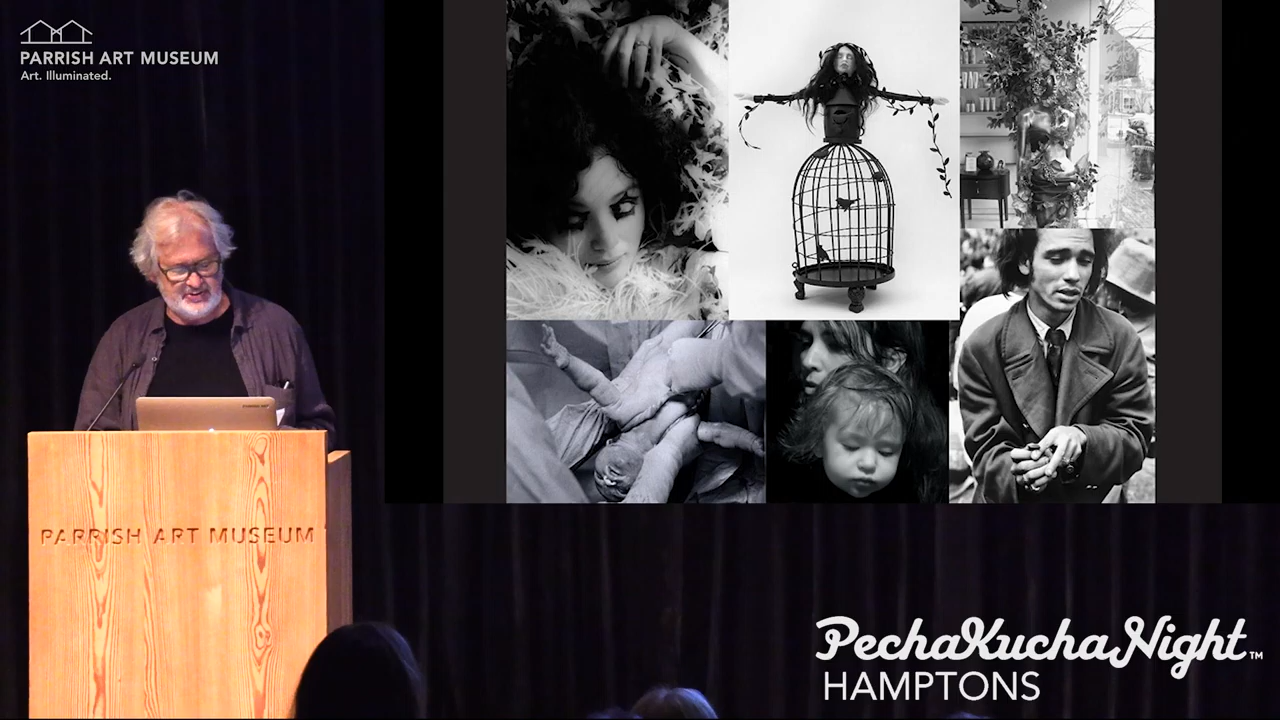 PARRISH ART MUSEUM
Art. Illuminated.
PARRISH ART MUSEUM
PechaKuchaNight™
HAMPTONS